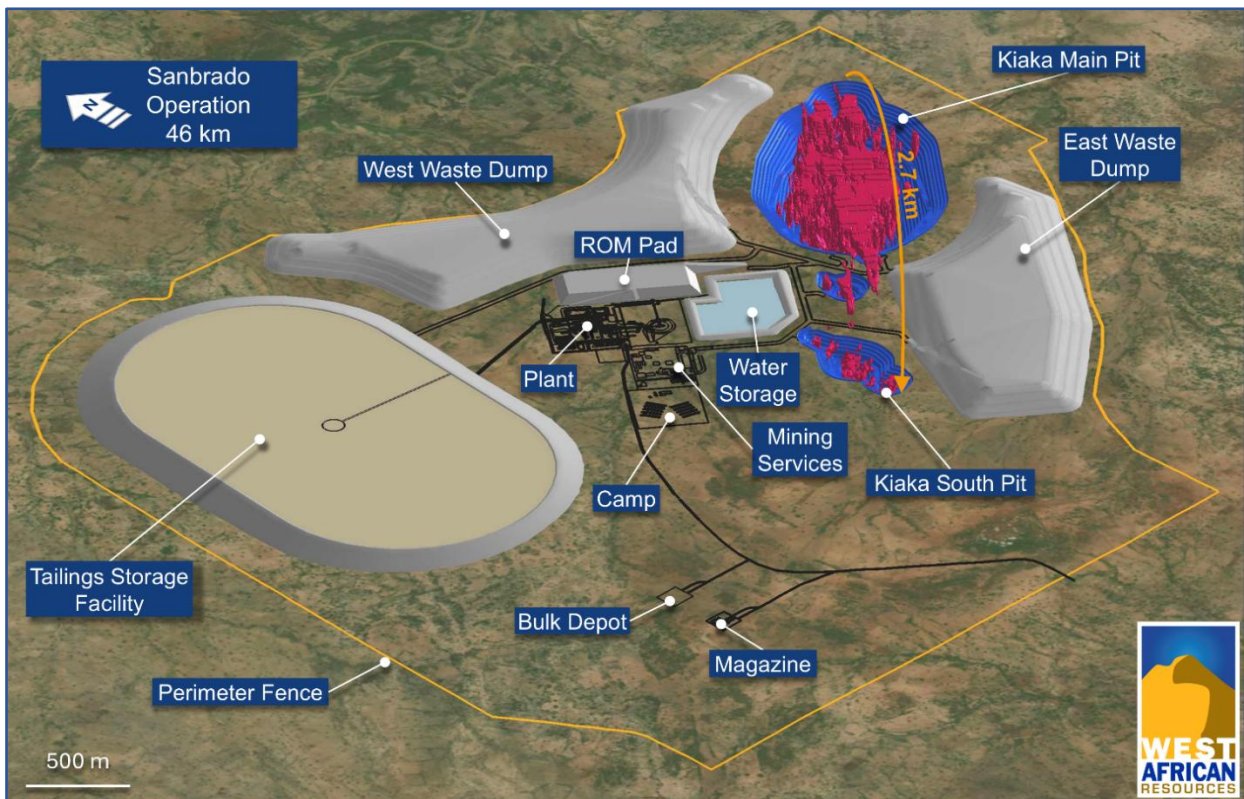 Sanbrado
Operation
46 km
N
Kiaka Main Pit
2.7 km
East Waste
Dump
West Waste Dump
ROM Pad
Plant
Water
Storage
Mining
Services
Camp
Kiaka South Pit
Tailings Storage
Facility
Bulk Depot
Magazine
Perimeter Fence
500 m
WEST
AFRICAN
RESOURCES